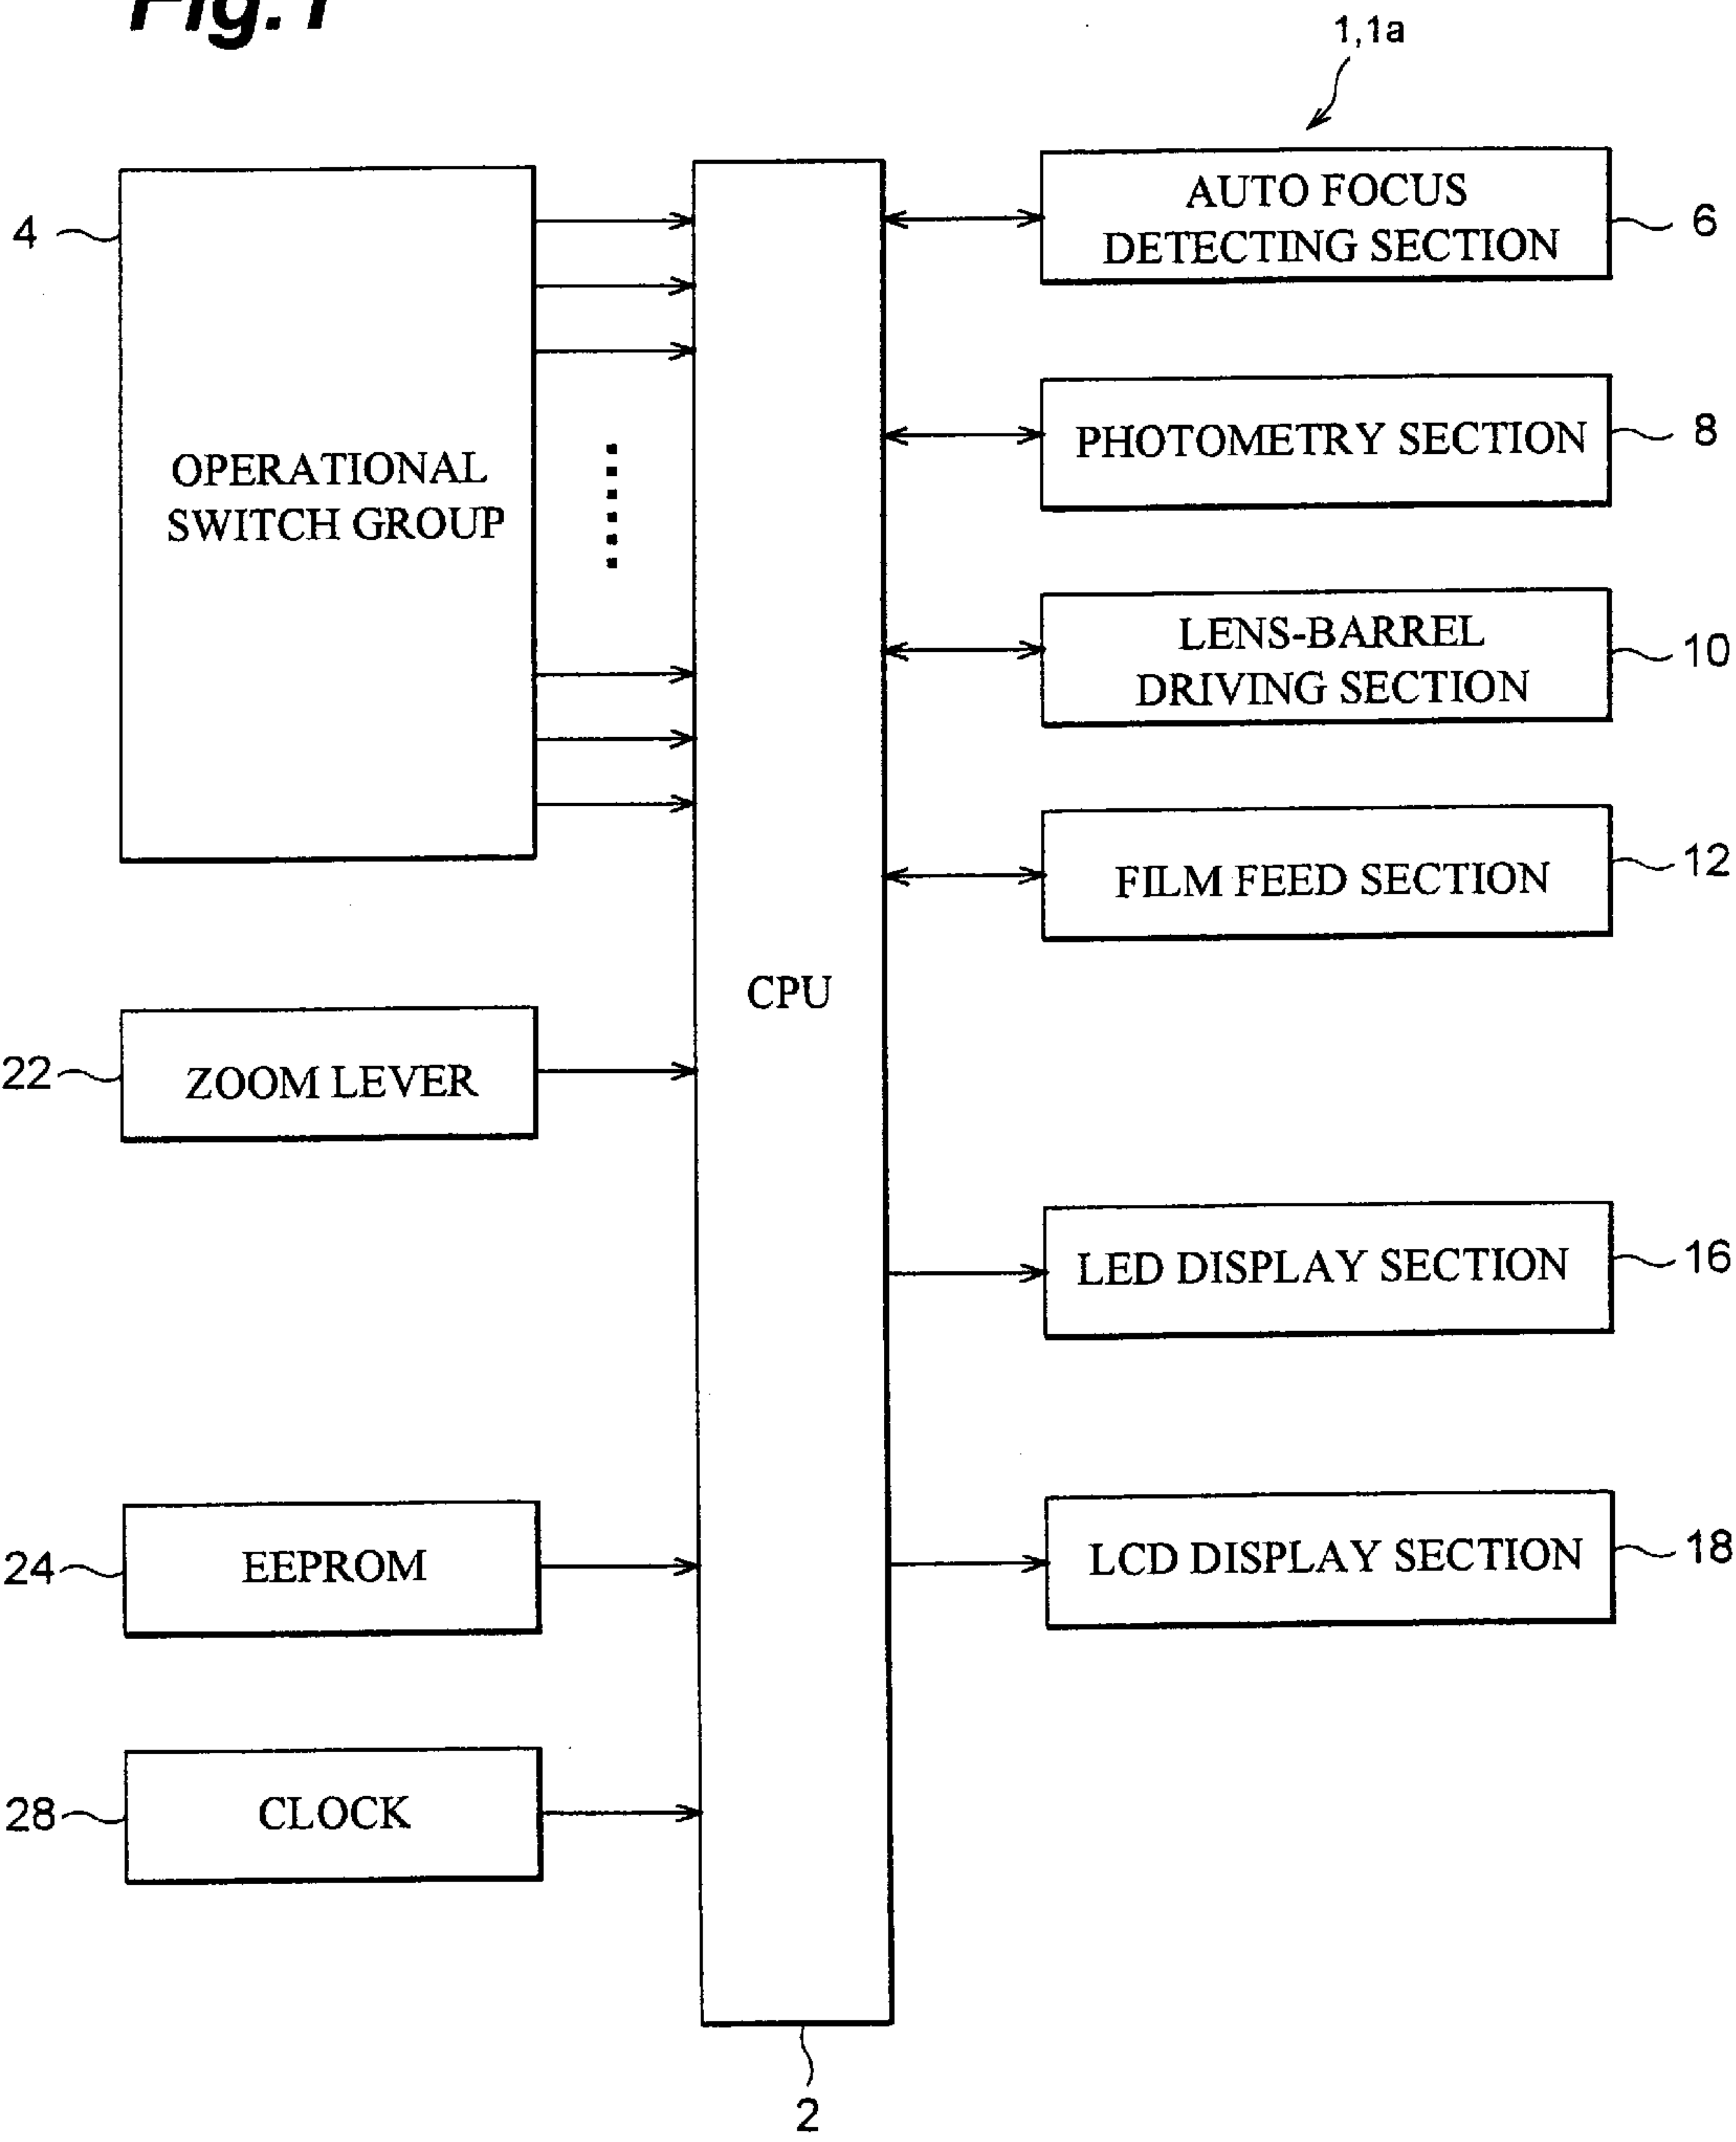 Fig.1
1,1a
4
OPERATIONAL
SWITCH GROUP
AUTO FOCUS
DETECTING SECTION
6
PHOTOMETRY SECTION
8
LENS-BARREL
DRIVING SECTION
10
FILM FEED SECTION
12
CPU
22
ZOOM LEVER
LED DISPLAY SECTION
16
24
EEPROM
LCD DISPLAY SECTION
18
28
CLOCK
2